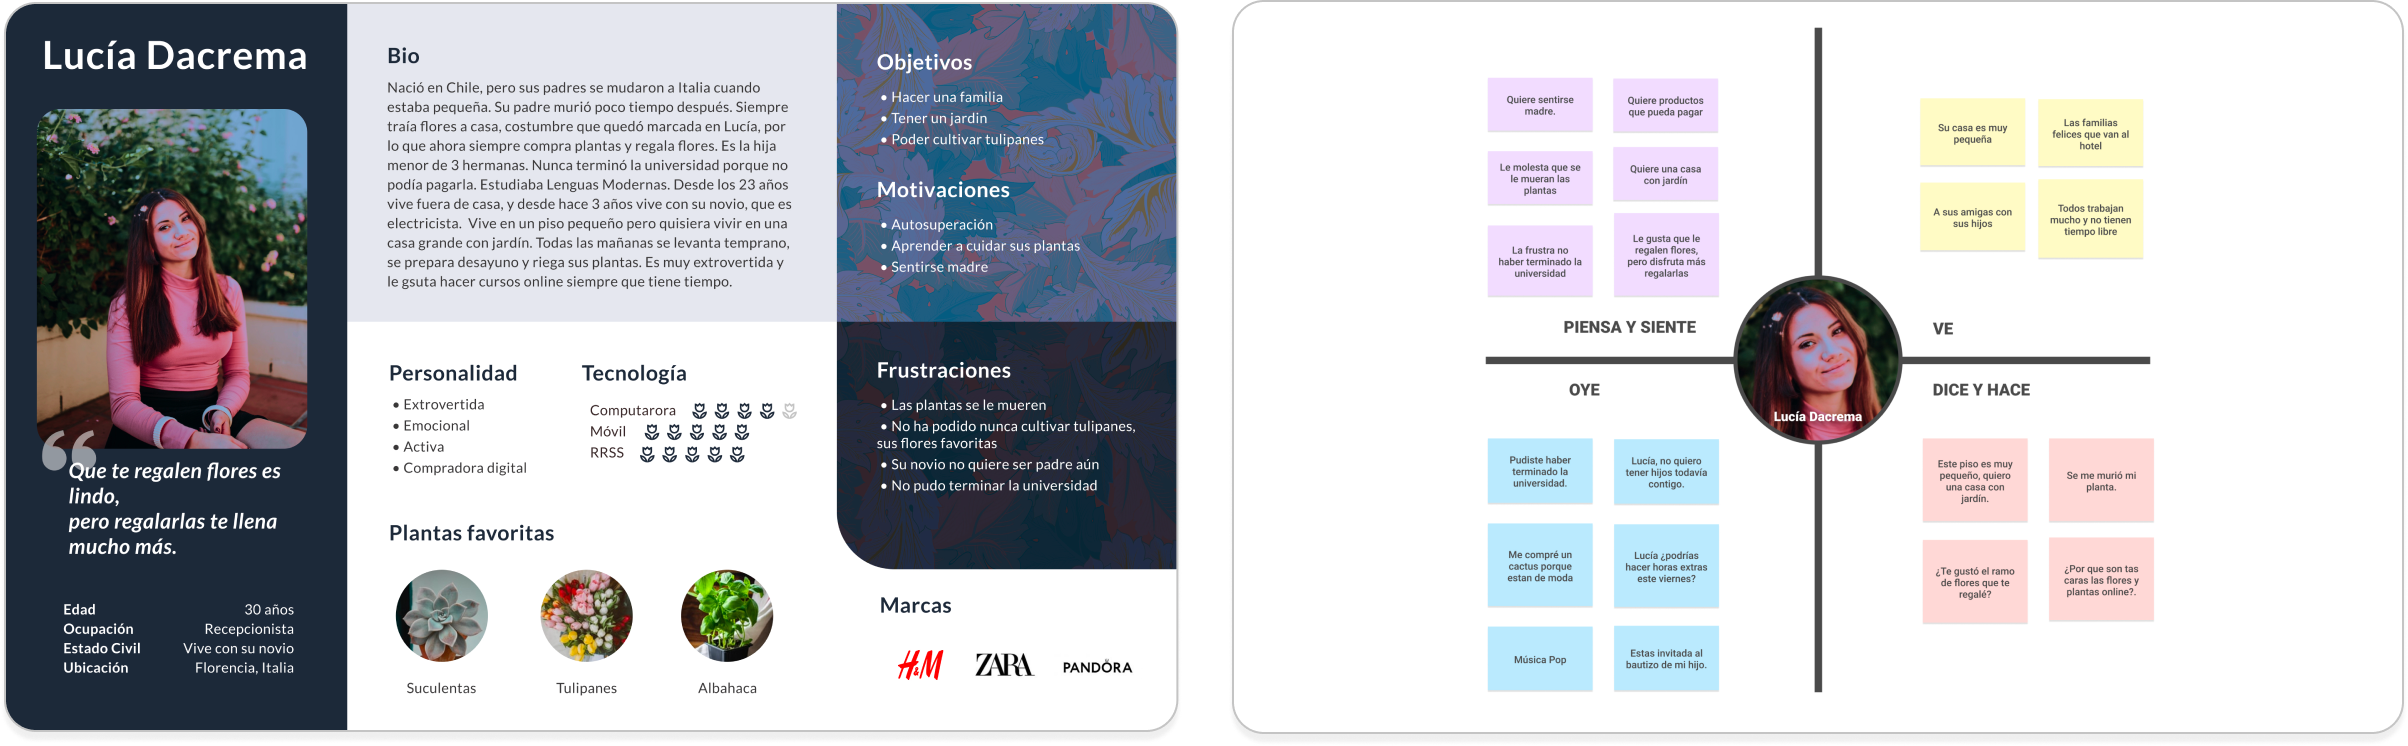 Lucía Dacrema
“
Que te regalen flores es
lindo,
pero regalarlas te llena
mucho más.
Edad 30 años
Ocupación Recepcionista
Estado Civil Vive con su novio
Ubicación Florencia, Italia
Bio
Nació en Chile, pero sus padres se mudaron a Italia cuando
estaba pequeña. Su padre murió poco tiempo después. Siempre
traía flores a casa, costumbre que quedó marcada en Lucía, por
lo que ahora siempre compra plantas y regala flores. Es la hija
menor de 3 hermanas. Nunca terminó la universidad porque no
podía pagarla. Estudiaba Lenguas Modernas. Desde los 23 años
vive fuera de casa, y desde hace 3 años vive con su novio, que es
electricista. Vive en un piso pequeño pero quisiera vivir en una
casa grande con jardín. Todas las mañanas se levanta temprano,
se prepara desayuno y riega sus plantas. Es muy extrovertida y
le gsuta hacer cursos online siempre que tiene tiempo.
Personalidad
• Extrovertida
• Emocional
• Activa
• Compradora digital
Tecnología
Computarora
Móvil
RRSS
Plantas favoritas
Suculentas
Tulipanes
Albahaca
Objetivos
• Hacer una familia
• Tener un jardin
• Poder cultivar tulipanes
Motivaciones
• Autosuperación
• Aprender a cuidar sus plantas
• Sentirse madre
Frustraciones
• Las plantas se le mueren
• No ha podido nunca cultivar tulipanes,
sus flores favoritas
• Su novio no quiere ser padre aún
• No pudo terminar la universidad
Marcas
H&M
ZARA
PANDÖRA
Quiere sentirse
madre.
Quiere productos
que pueda pagar
Le molesta que se
le mueran las
plantas
Quiere una casa
con jardín
La frustra no
haber terminado la
universidad
Le gusta que le
regalen flores,
pero disfruta más
regalarlas
PIENSA Y SIENTE
Su casa es muy
pequeña
Las familias
felices que van al
hotel
A sus amigas con
sus hijos
Todos trabajan
mucho y no tienen
tiempo libre
VE
Lucía Dacrema
OYE
Pudiste haber
terminado la
universidad.
Lucía, no quiero
tener hijos todavía
contigo.
Me compré un
cactus porque
estan de moda
Lucía ¿podrías
hacer horas extras
este viernes?
Música Pop
Estas invitada al
bautizo de mi hijo.
DICE Y HACE
Este piso es muy
pequeño, quiero
una casa con
jardín.
Se me murió mi
planta.
¿Te gustó el ramo
de flores que te
regalé?
¿Por que son tas
caras las flores y
plantas online?.